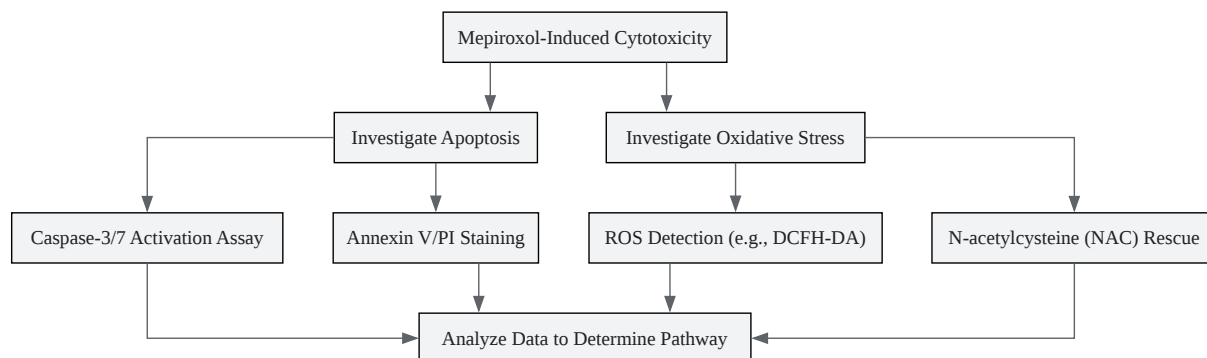 Mepiroxol-Induced Cytotoxicity
Investigate Apoptosis
Investigate Oxidative Stress
Caspase-3/7 Activation Assay
Annexin V/PI Staining
ROS Detection (e.g., DCFH-DA)
N-acetylcysteine (NAC) Rescue
Analyze Data to Determine Pathway